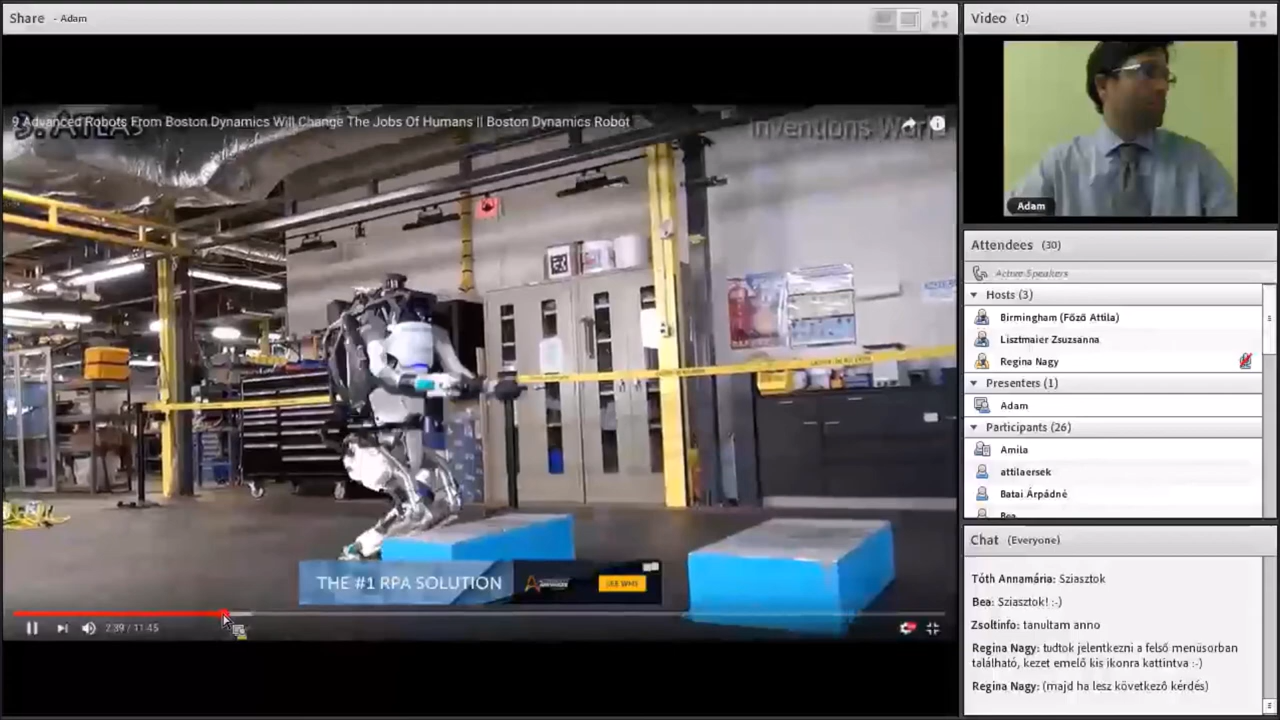 Share - Adam
3. ATLAS
9 Advanced Robots From Boston Dynamics Will Change The Jobs Of Humans || Boston Dynamics Robot
Inventions World
THE #1 RPA SOLUTION
SEE WHY
2:39 / 11:45
Video (1)
Adam
Attendees (30)
Active Speakers
Hosts (3)
Birmingham (Főző Attila)
Lisztmaier Zsuzsanna
Regina Nagy
Presenters (1)
Adam
Participants (26)
Amila
attilaersek
Batai Árpádné
Bea
Chat (Everyone)
Tóth Annamária: Sziasztok
Bea: Sziasztok! :-)
Zsoltinfo: tanultam anno
Regina Nagy: tudtok jelentkezni a felső menüsorban
található, kezet emelő kis ikonra kattintva :-)
Regina Nagy: (majd ha lesz következő kérdés)